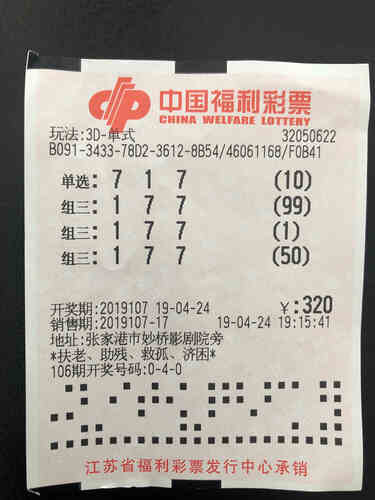 中国福利彩票
CHINA WELFARE LOTTERY
玩法:3D-单式 32050622
B091-3433-78D2-3612-8B54/46061168/F0B41
单选: 7 1 7 (10)
组三: 1 7 7 (99)
组三: 1 7 7 (1)
组三: 1 7 7 (50)
开奖期:2019107 19-04-24 ¥:320
销售期:2019107-17 19-04-24 19:15:41
地址:张家港市妙桥影剧院旁
*扶老、助残、救孤、济困*
106期开奖号码:0-4-0
江苏省福利彩票发行中心承销